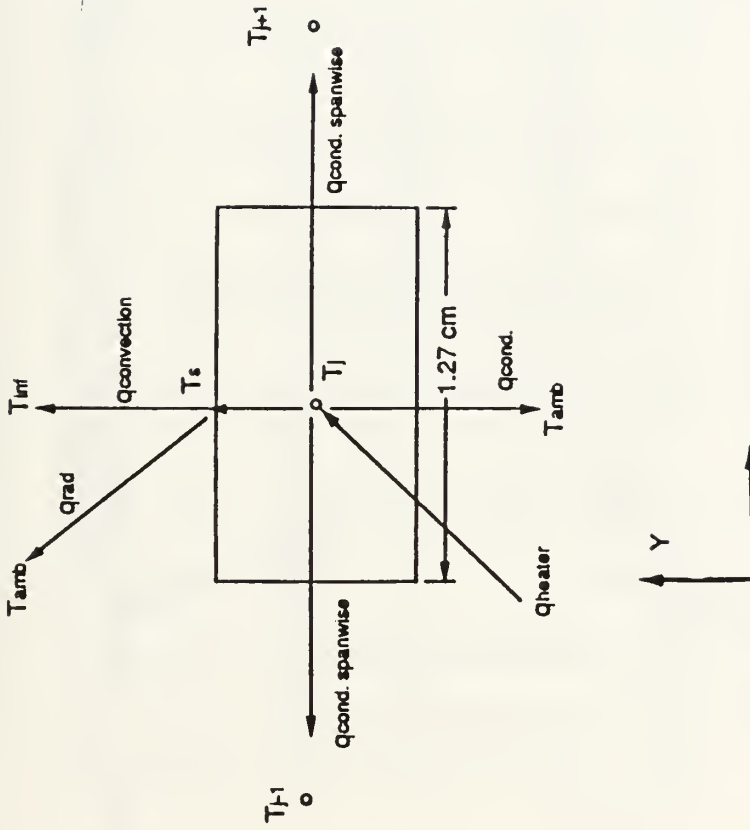 Tamb
qrad
Tinf
qconvection
Ts
Tj-1
qcond. spanwise
Tj
qcond. spanwise
Tj+1
1.27 cm
qheater
qcond.
Tamb
Y